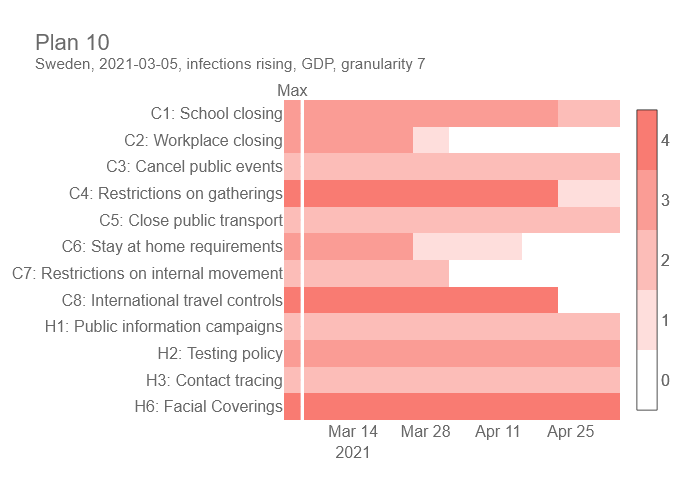 Plan 10
Sweden, 2021-03-05, infections rising, GDP, granularity 7
Max
C1: School closing
C2: Workplace closing
C3: Cancel public events
C4: Restrictions on gatherings
C5: Close public transport
C6: Stay at home requirements
C7: Restrictions on internal movement
C8: International travel controls
H1: Public information campaigns
H2: Testing policy
H3: Contact tracing
H6: Facial Coverings
Mar 14 Mar 28 Apr 11 Apr 25
2021
4
3
2
1
0